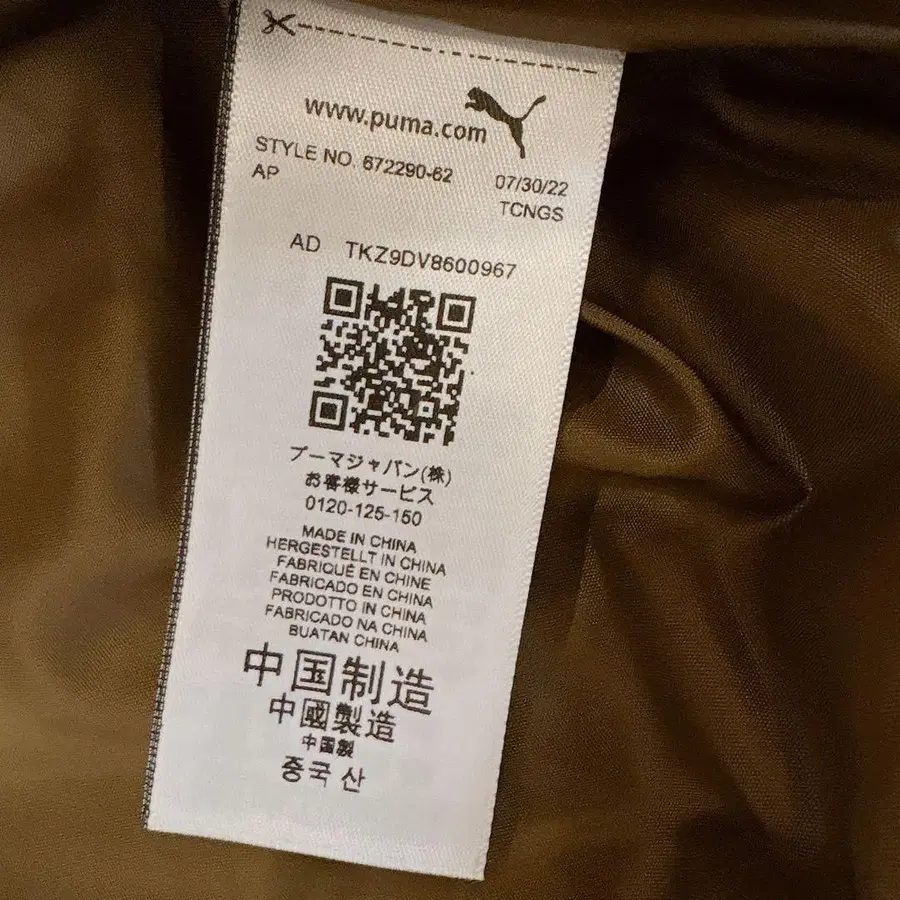 www.puma.com
STYLE NO. 672290-62 07/30/22
AP TCNGS
AD TKZ9DV8600967
プーマジャパン(株)
お客様サービス
0120-125-150
MADE IN CHINA
HERGESTELLT IN CHINA
FABRIQUÉ EN CHINE
FABRICADO EN CHINA
PRODOTTO IN CHINA
FABRICADO NA CHINA
BUATAN CHINA
中国制造
中國製造
中国製
중국 산